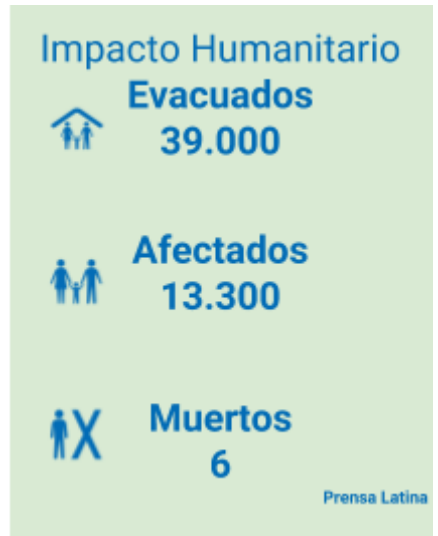 Impacto Humanitario
Evacuados
39.000
Afectados
13.300
Muertos
6
Prensa Latina